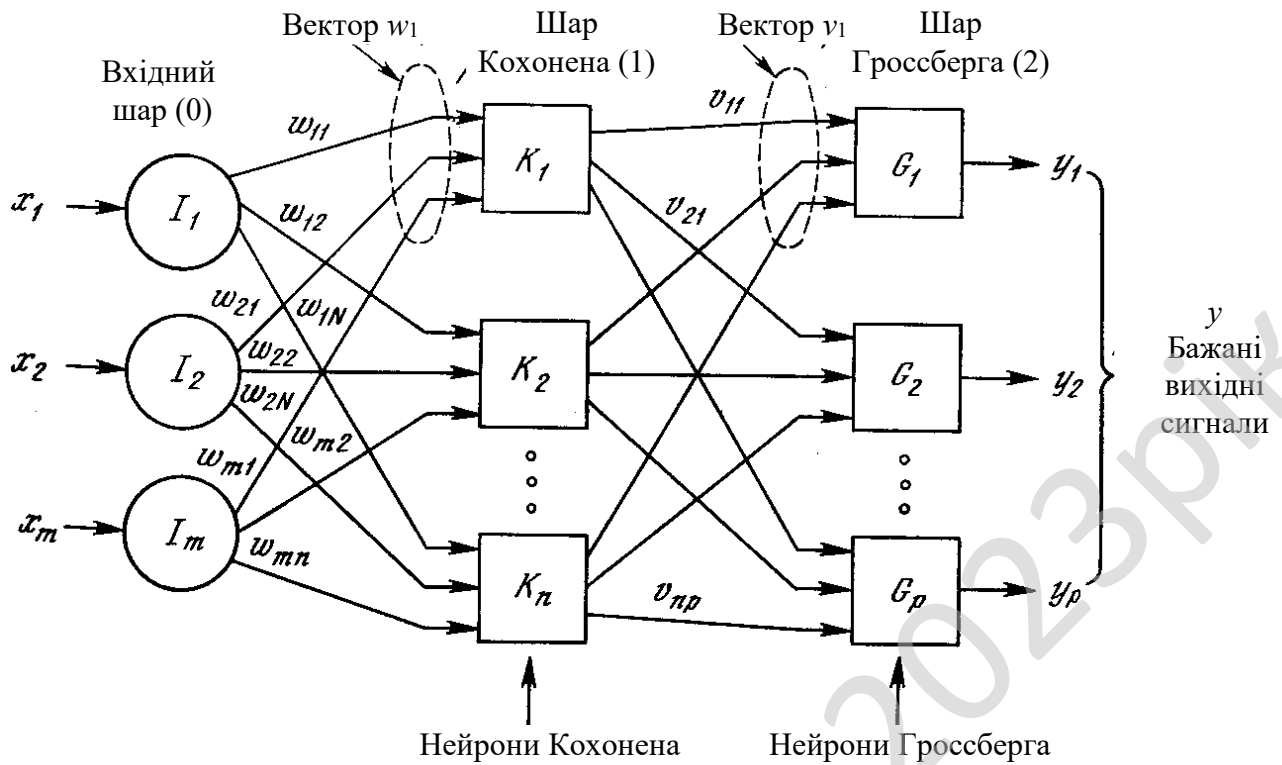 Вектор w₁
Шар
Кохонена (1)
Вектор v₁
Шар
Гроссберга (2)
Вхідний
шар (0)
x₁
I₁
x₂
I₂
xₘ
Iₘ
w₁₁
w₁₂
w₂₁
w₁N
w₂₂
w₂N
wₘ₁
wₘ₂
wₘₙ
K₁
K₂
Kₙ
v₁₁
v₂₁
vₙₚ
G₁
G₂
Gₚ
y₁
y₂
yₚ
y
Бажані
вихідні
сигнали
Нейрони Кохонена
Нейрони Гроссберга
2023рік